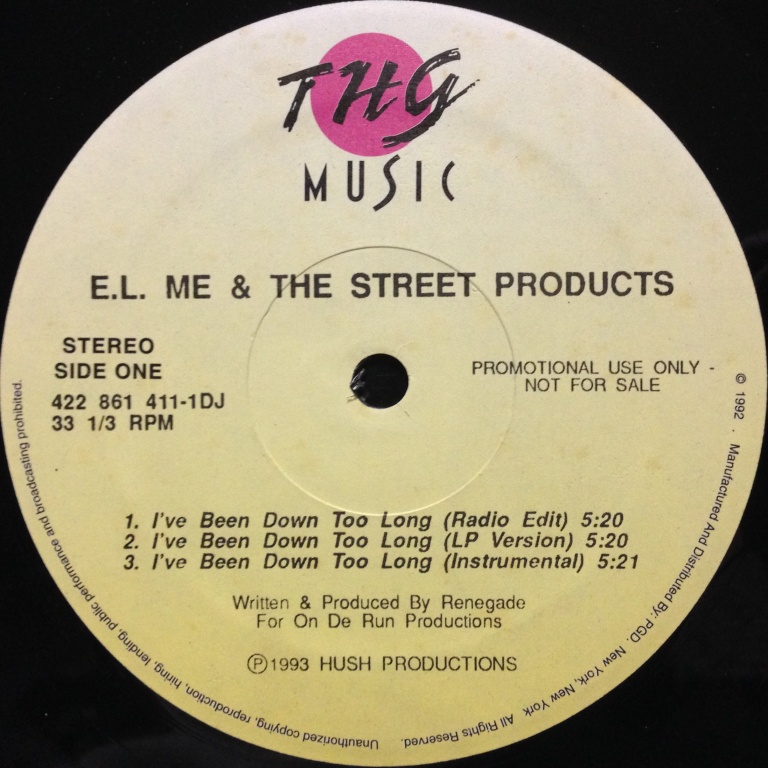 THG
MUSIC
E.L. ME & THE STREET PRODUCTS
STEREO
SIDE ONE
422 861 411-1DJ
33 1/3 RPM
PROMOTIONAL USE ONLY -
NOT FOR SALE
1. I've Been Down Too Long (Radio Edit) 5:20
2. I've Been Down Too Long (LP Version) 5:20
3. I've Been Down Too Long (Instrumental) 5:21
Written & Produced By Renegade
For On De Run Productions
Ⓟ1993 HUSH PRODUCTIONS
© 1992 · Manufactured And Distributed By: PGD. New York, New York All Rights Reserved. Unauthorized copying, reproduction, hiring, lending, public performance and broadcasting prohibited.